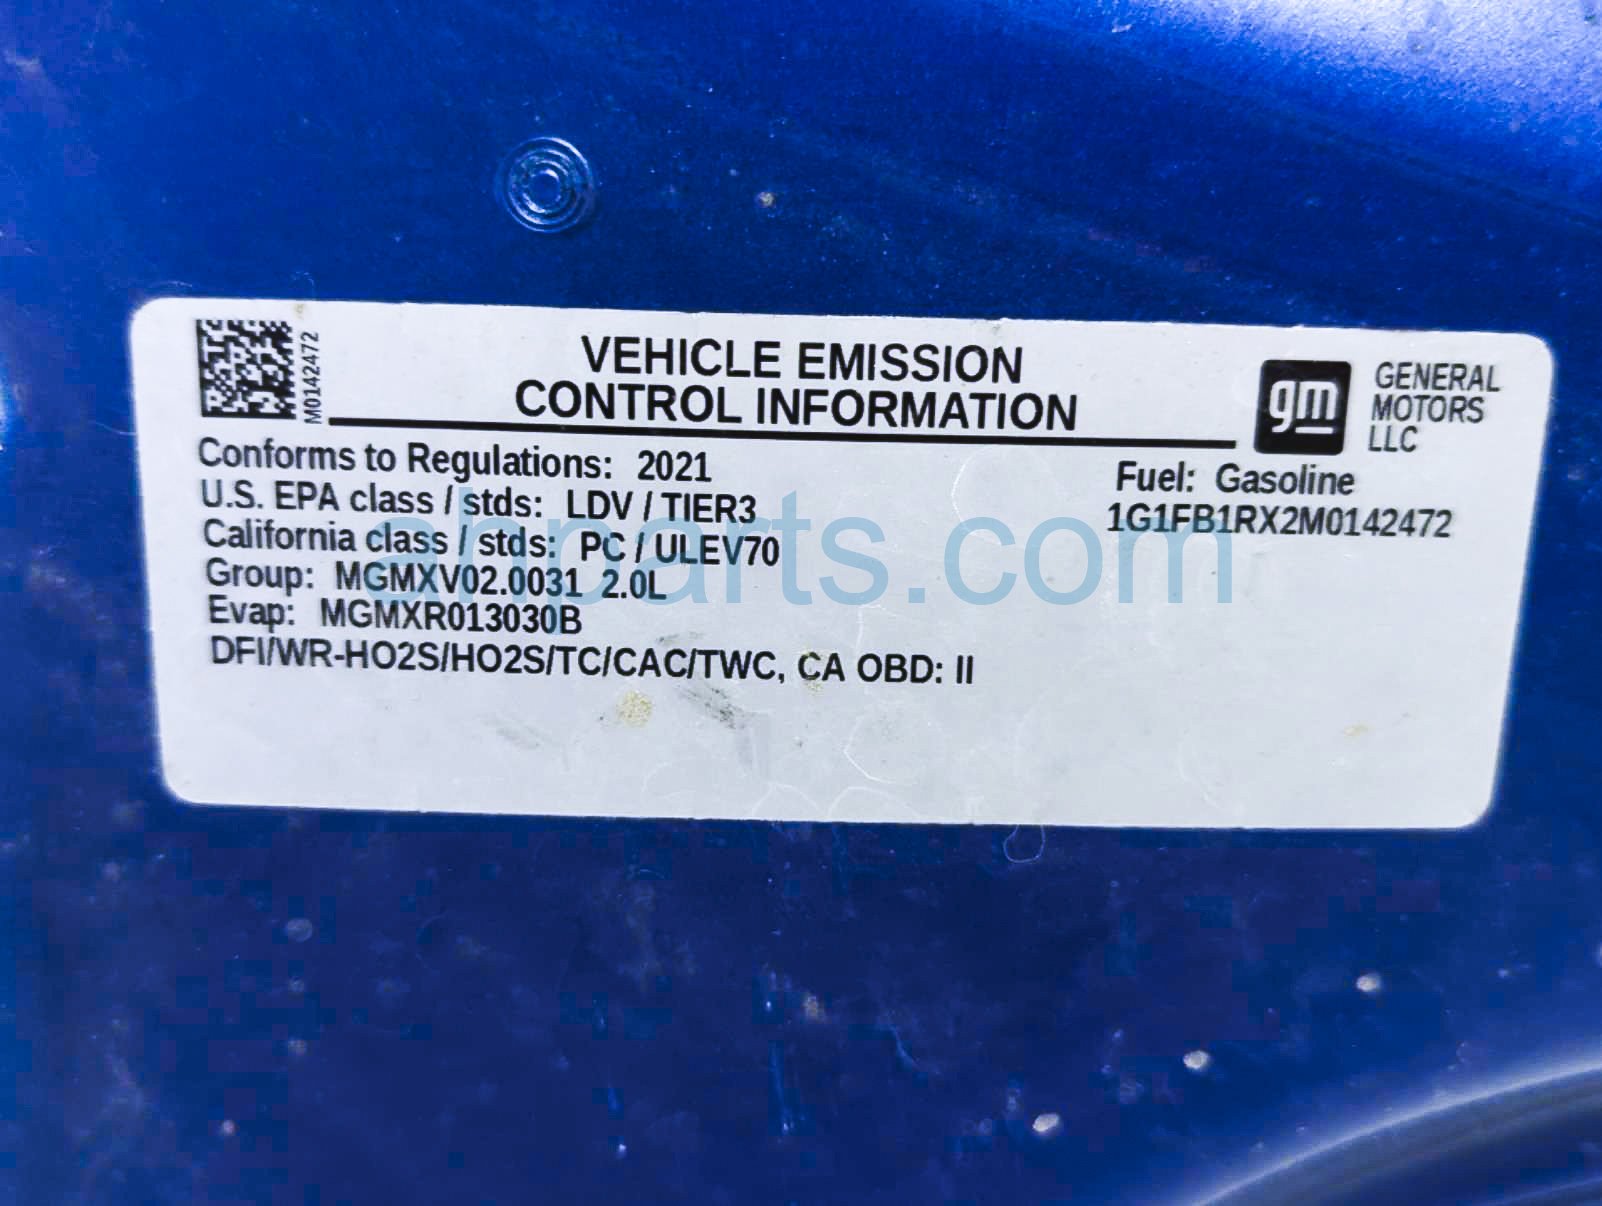 M0142472
VEHICLE EMISSION
CONTROL INFORMATION
gm
GENERAL
MOTORS
LLC
Conforms to Regulations: 2021
Fuel: Gasoline
U.S. EPA class / stds: LDV / TIER3
1G1FB1RX2M0142472
California class / stds: PC / ULEV70
Group: MGMXV02.0031 2.0L
Evap: MGMXR013030B
DFI/WR-HO2S/HO2S/TC/CAC/TWC, CA OBD: II
ahparts.com